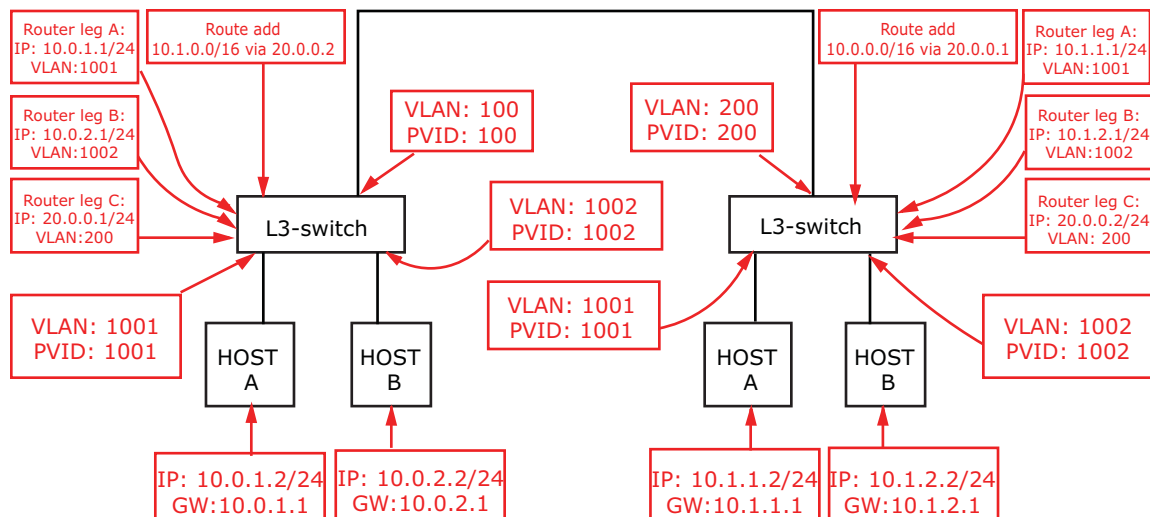 Router leg A:
IP: 10.0.1.1/24
VLAN:1001
Route add
10.1.0.0/16 via 20.0.0.2
Route add
10.0.0.0/16 via 20.0.0.1
Router leg A:
IP: 10.1.1.1/24
VLAN:1001
Router leg B:
IP: 10.0.2.1/24
VLAN:1002
VLAN: 100
PVID: 100
VLAN: 200
PVID: 200
Router leg B:
IP: 10.1.2.1/24
VLAN:1002
Router leg C:
IP: 20.0.0.1/24
VLAN:200
L3-switch
VLAN: 1002
PVID: 1002
L3-switch
Router leg C:
IP: 20.0.0.2/24
VLAN: 200
VLAN: 1001
PVID: 1001
VLAN: 1001
PVID: 1001
VLAN: 1002
PVID: 1002
HOST
A
HOST
B
HOST
A
HOST
B
IP: 10.0.1.2/24
GW:10.0.1.1
IP: 10.0.2.2/24
GW:10.0.2.1
IP: 10.1.1.2/24
GW:10.1.1.1
IP: 10.1.2.2/24
GW:10.1.2.1